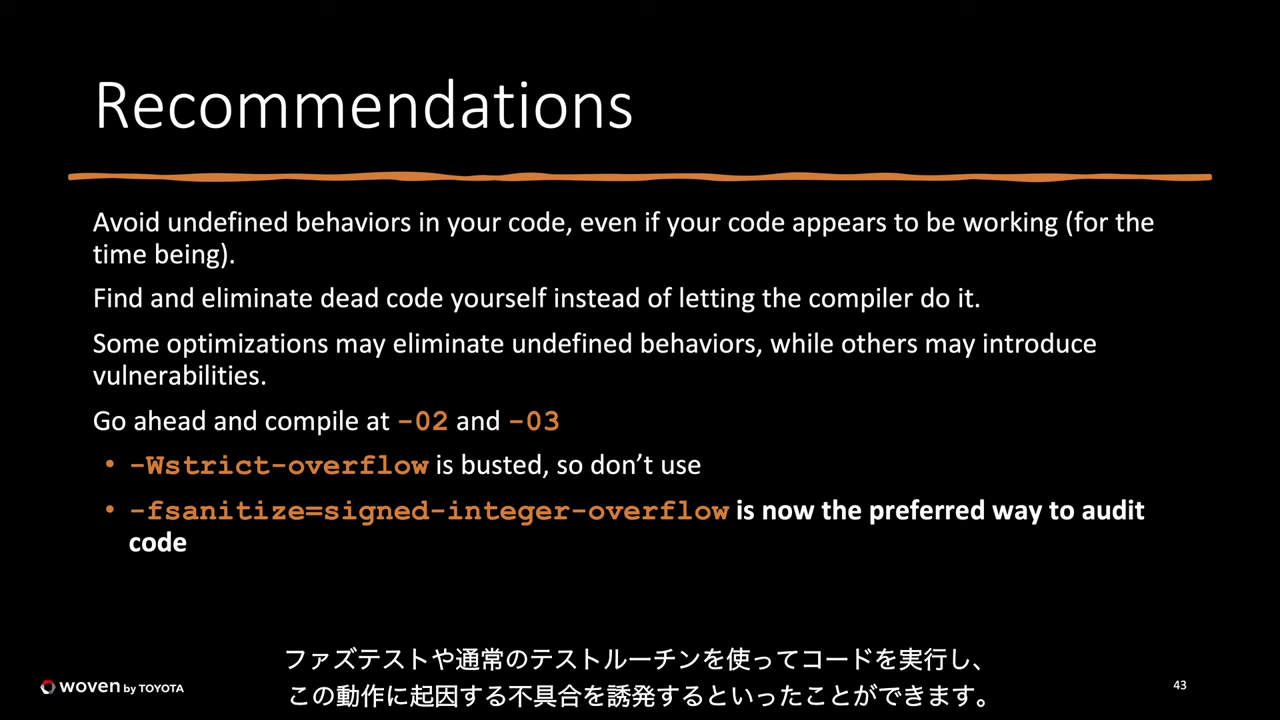 Recommendations
Avoid undefined behaviors in your code, even if your code appears to be working (for the
time being).
Find and eliminate dead code yourself instead of letting the compiler do it.
Some optimizations may eliminate undefined behaviors, while others may introduce
vulnerabilities.
Go ahead and compile at -O2 and -O3
• -Wstrict-overflow is busted, so don’t use
• -fsanitize=signed-integer-overflow is now the preferred way to audit
code
ファズテストや通常のテストルーチンを使ってコードを実行し、
この動作に起因する不具合を誘発するといったことができます。
woven by TOYOTA
43